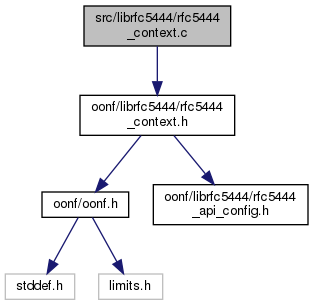 src/librfc5444/rfc5444
_context.c
oonf/librfc5444/rfc5444
_context.h
oonf/oonf.h
oonf/librfc5444/rfc5444
_api_config.h
stddef.h
limits.h